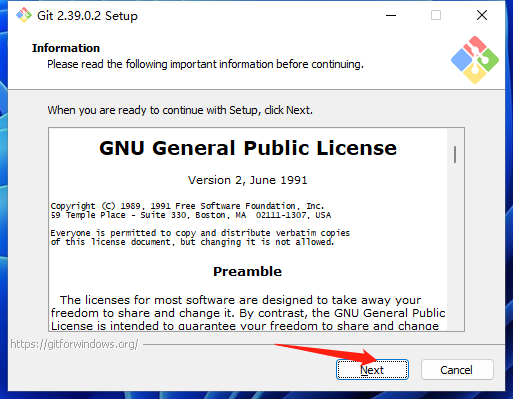 Git 2.39.0.2 Setup
Information
Please read the following important information before continuing.
When you are ready to continue with Setup, click Next.
GNU General Public License
Version 2, June 1991
Copyright (C) 1989, 1991 Free Software Foundation, Inc.
59 Temple Place - Suite 330, Boston, MA  02111-1307, USA
Everyone is permitted to copy and distribute verbatim copies
of this license document, but changing it is not allowed.
Preamble
The licenses for most software are designed to take away your
freedom to share and change it. By contrast, the GNU General Public
License is intended to guarantee your freedom to share and change
https://gitforwindows.org/
Next
Cancel